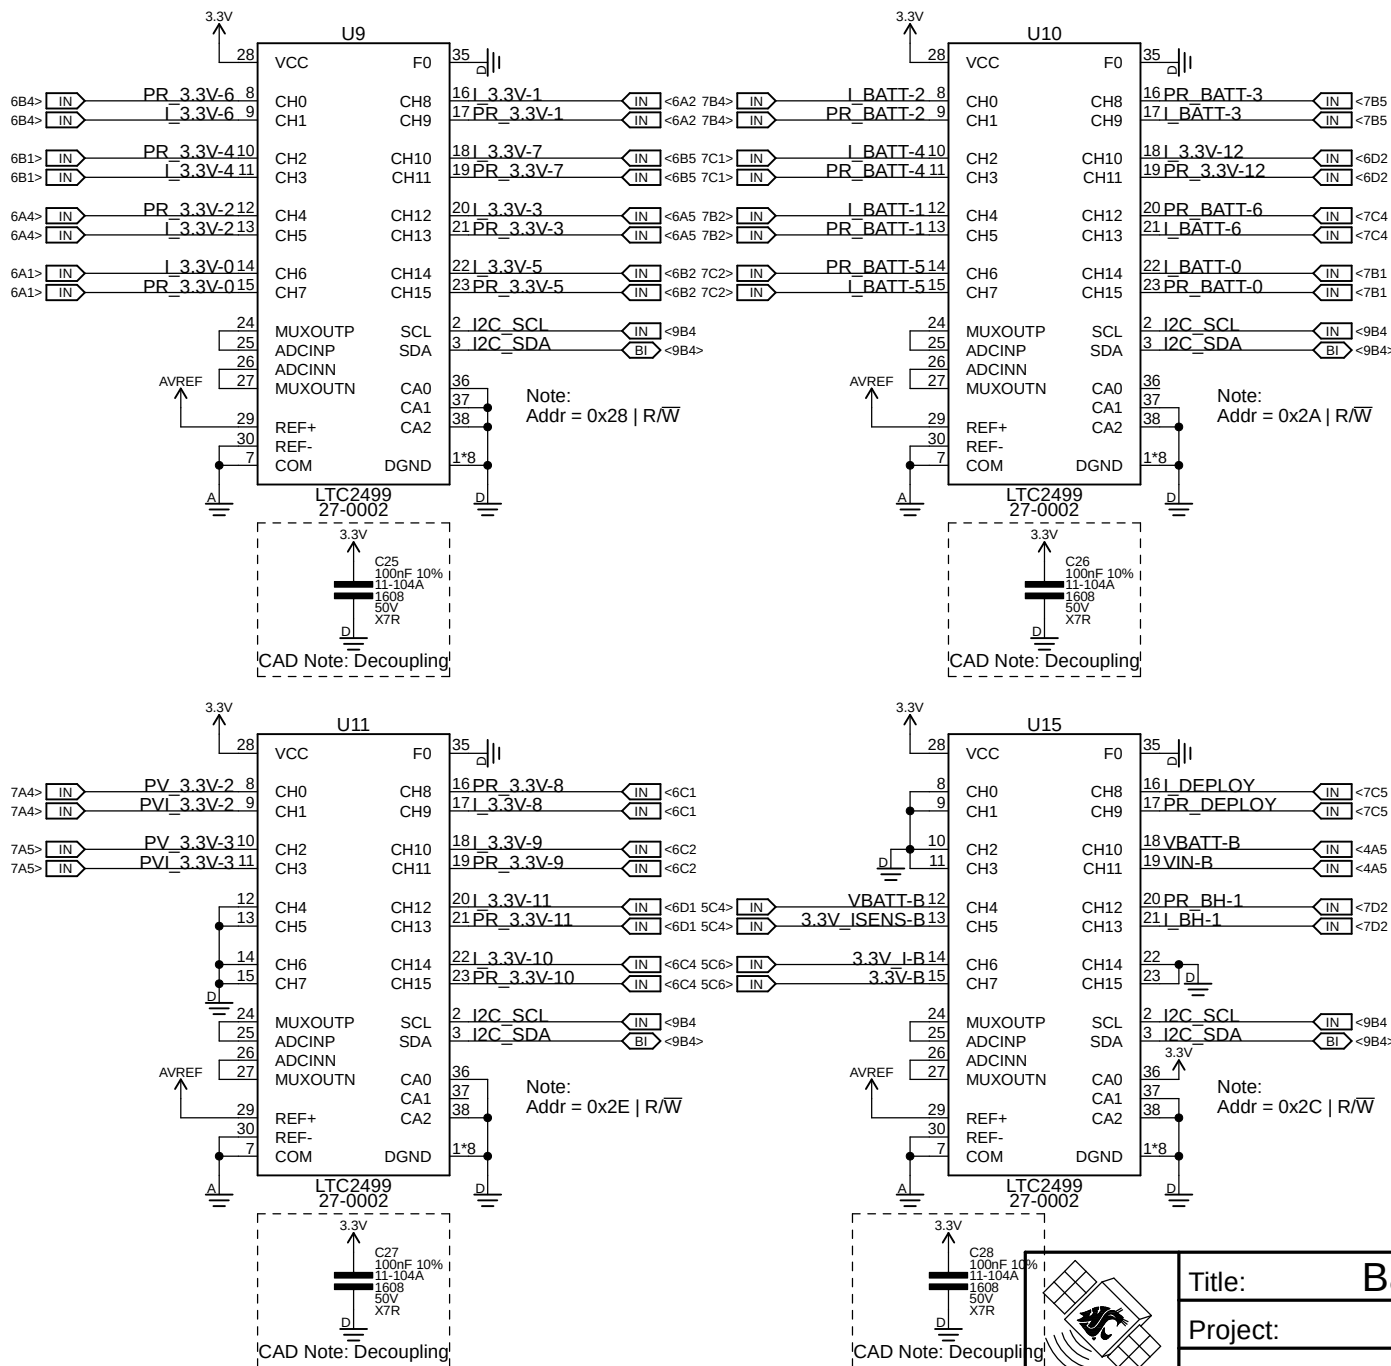 3.3V
U9
28 VCC F0 35 D
6B4> IN PR_3.3V-6 8 CH0 CH8 16 I_3.3V-1 IN <6A2
6B4> IN I_3.3V-6 9 CH1 CH9 17 PR_3.3V-1 IN <6A2
6B1> IN PR_3.3V-4 10 CH2 CH10 18 I_3.3V-7 IN <6B5
6B1> IN I_3.3V-4 11 CH3 CH11 19 PR_3.3V-7 IN <6B5
6A4> IN PR_3.3V-2 12 CH4 CH12 20 I_3.3V-3 IN <6A5
6A4> IN I_3.3V-2 13 CH5 CH13 21 PR_3.3V-3 IN <6A5
6A1> IN I_3.3V-0 14 CH6 CH14 22 I_3.3V-5 IN <6B2
6A1> IN PR_3.3V-0 15 CH7 CH15 23 PR_3.3V-5 IN <6B2
24 MUXOUTP SCL 2 I2C_SCL IN <9B4
25 ADCINP SDA 3 I2C_SDA BI <9B4>
26 ADCINN
27 MUXOUTN CA0 36
AVREF
CA1 37
29 REF+ CA2 38
30 REF-
7 COM DGND 1*8
A D
Note:
Addr = 0x28 | R/W̅
LTC2499
27-0002
3.3V
C25
100nF 10%
11-104A
1608
50V
X7R
D
CAD Note: Decoupling
3.3V
U10
28 VCC F0 35 D
7B4> IN I_BATT-2 8 CH0 CH8 16 PR_BATT-3 IN <7B5
7B4> IN PR_BATT-2 9 CH1 CH9 17 I_BATT-3 IN <7B5
7C1> IN I_BATT-4 10 CH2 CH10 18 I_3.3V-12 IN <6D2
7C1> IN PR_BATT-4 11 CH3 CH11 19 PR_3.3V-12 IN <6D2
7B2> IN I_BATT-1 12 CH4 CH12 20 PR_BATT-6 IN <7C4
7B2> IN PR_BATT-1 13 CH5 CH13 21 I_BATT-6 IN <7C4
7C2> IN PR_BATT-5 14 CH6 CH14 22 I_BATT-0 IN <7B1
7C2> IN I_BATT-5 15 CH7 CH15 23 PR_BATT-0 IN <7B1
24 MUXOUTP SCL 2 I2C_SCL IN <9B4
25 ADCINP SDA 3 I2C_SDA BI <9B4>
26 ADCINN
27 MUXOUTN CA0 36
AVREF
CA1 37
29 REF+ CA2 38
30 REF-
7 COM DGND 1*8
A D
Note:
Addr = 0x2A | R/W̅
LTC2499
27-0002
3.3V
C26
100nF 10%
11-104A
1608
50V
X7R
D
CAD Note: Decoupling
3.3V
U11
28 VCC F0 35 D
7A4> IN PV_3.3V-2 8 CH0 CH8 16 PR_3.3V-8 IN <6C1
7A4> IN PVI_3.3V-2 9 CH1 CH9 17 I_3.3V-8 IN <6C1
7A5> IN PV_3.3V-3 10 CH2 CH10 18 I_3.3V-9 IN <6C2
7A5> IN PVI_3.3V-3 11 CH3 CH11 19 PR_3.3V-9 IN <6C2
12 CH4 CH12 20 I_3.3V-11 IN <6D1
13 CH5 CH13 21 PR_3.3V-11 IN <6D1
14 CH6 CH14 22 I_3.3V-10 IN <6C4
15 CH7 CH15 23 PR_3.3V-10 IN <6C4
D
24 MUXOUTP SCL 2 I2C_SCL IN <9B4
25 ADCINP SDA 3 I2C_SDA BI <9B4>
26 ADCINN
27 MUXOUTN CA0 36
AVREF
CA1 37
29 REF+ CA2 38
30 REF-
7 COM DGND 1*8
A D
Note:
Addr = 0x2E | R/W̅
LTC2499
27-0002
3.3V
C27
100nF 10%
11-104A
1608
50V
X7R
D
CAD Note: Decoupling
3.3V
U15
28 VCC F0 35 D
8 CH0 CH8 16 I_DEPLOY IN <7C5
9 CH1 CH9 17 PR_DEPLOY IN <7C5
10 CH2 CH10 18 VBATT-B IN <4A5
D 11 CH3 CH11 19 VIN-B IN <4A5
5C4> IN VBATT-B 12 CH4 CH12 20 PR_BH-1 IN <7D2
5C4> IN 3.3V_ISENS-B 13 CH5 CH13 21 I_BH-1 IN <7D2
5C6> IN 3.3V_I-B 14 CH6 CH14 22
5C6> IN 3.3V-B 15 CH7 CH15 23 D
24 MUXOUTP SCL 2 I2C_SCL IN <9B4
25 ADCINP SDA 3 I2C_SDA BI <9B4>
3.3V
26 ADCINN
27 MUXOUTN CA0 36
AVREF
CA1 37
29 REF+ CA2 38
30 REF-
7 COM DGND 1*8
A D
Note:
Addr = 0x2C | R/W̅
LTC2499
27-0002
3.3V
C28
100nF 10%
11-104A
1608
50V
X7R
D
CAD Note: Decoupling
Title:
Project: